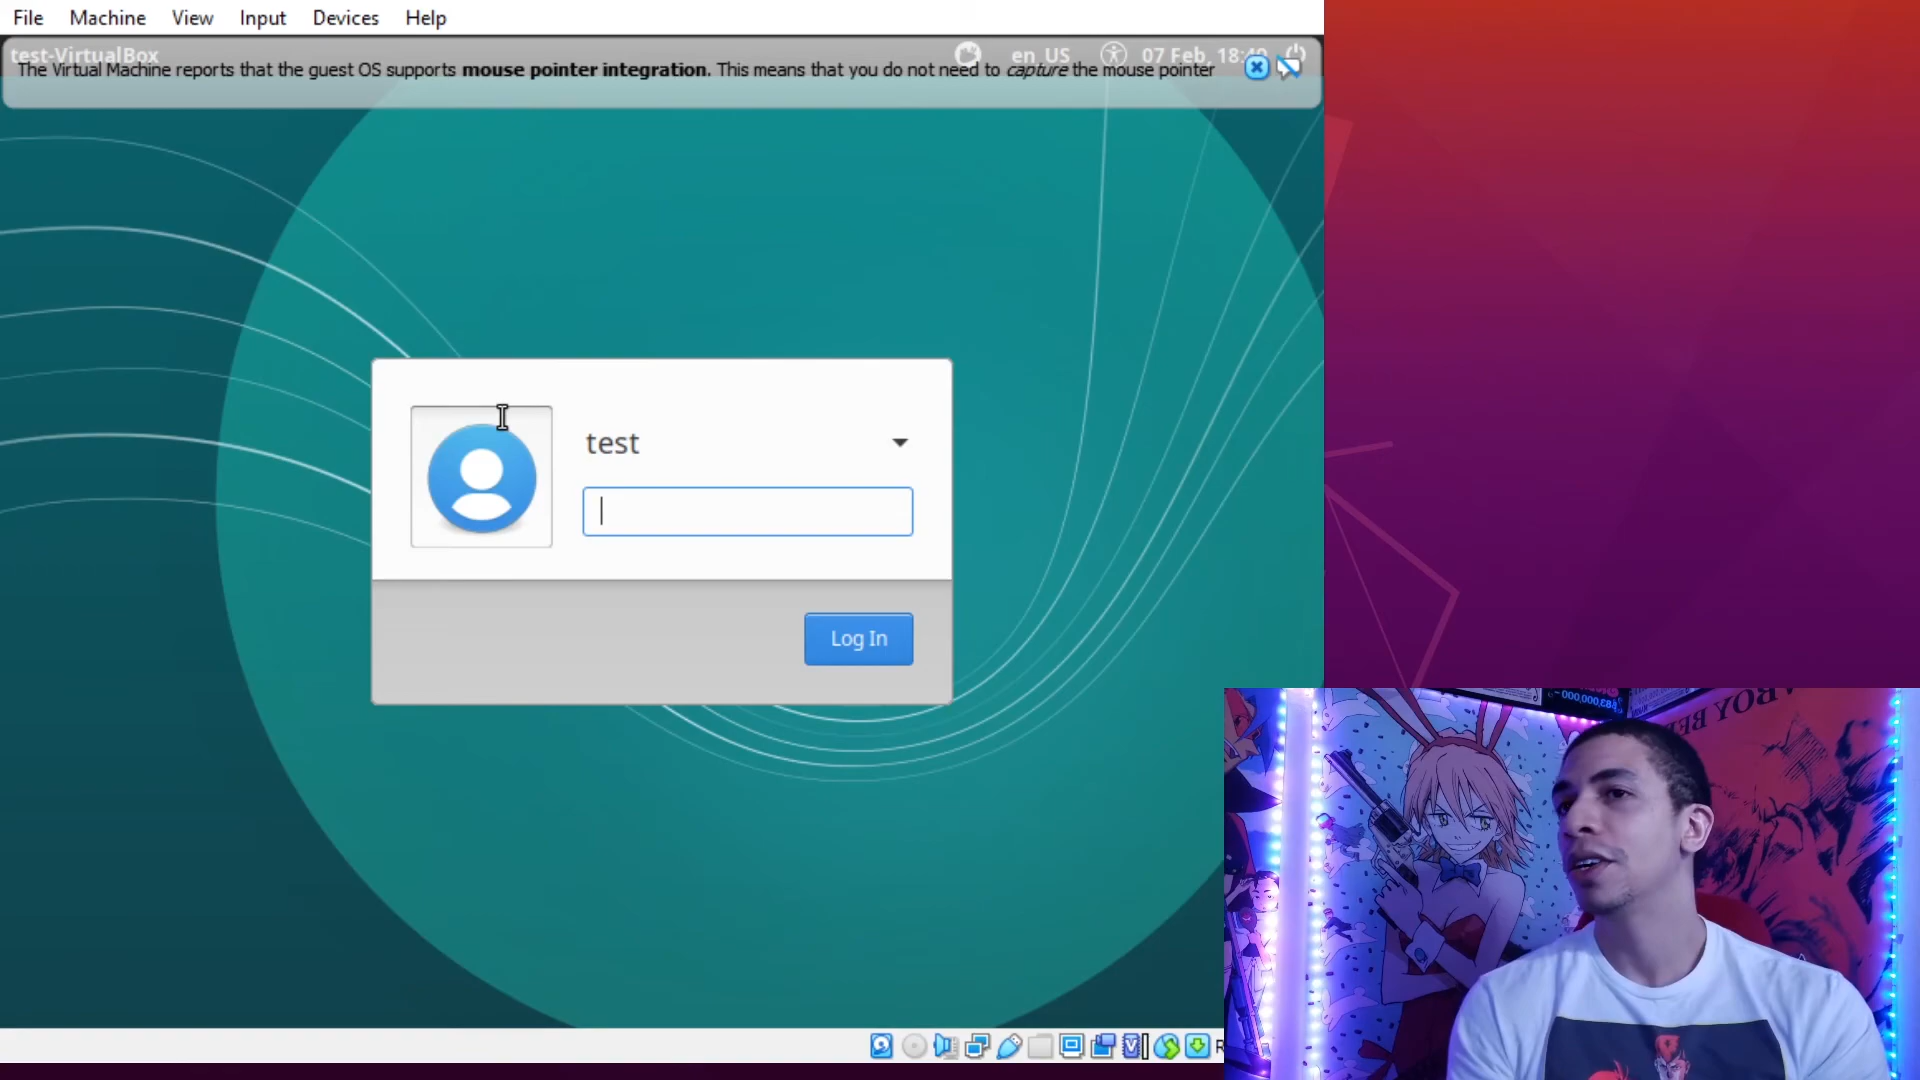 File Machine View Input Devices Help
test-VirtualBox en_US 07 Feb, 18:40
The Virtual Machine reports that the guest OS supports mouse pointer integration. This means that you do not need to capture the mouse pointer
test
Log In
R